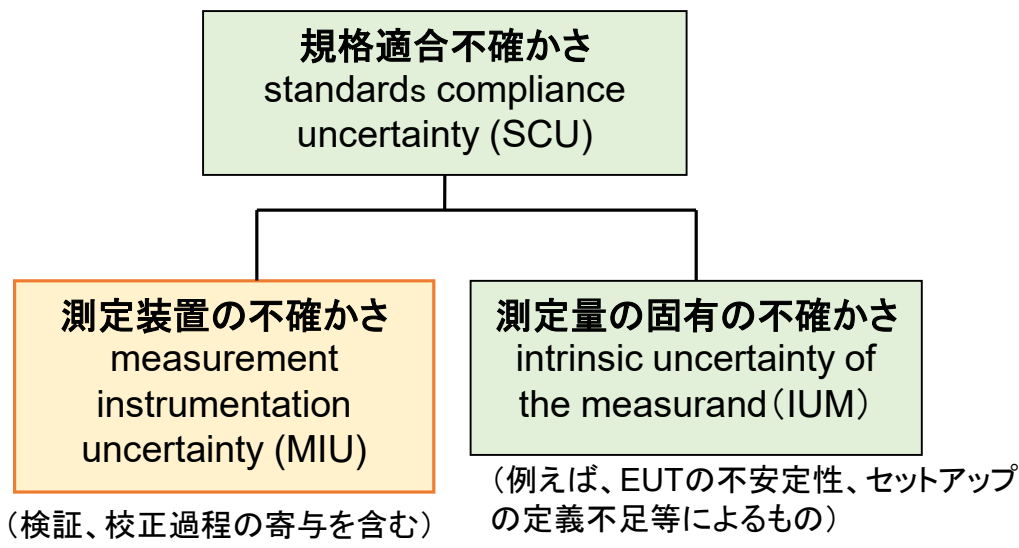 規格適合不確かさ
standards compliance
uncertainty (SCU)
測定装置の不確かさ
measurement
instrumentation
uncertainty (MIU)
（検証、校正過程の寄与を含む）
測定量の固有の不確かさ
intrinsic uncertainty of
the measurand（IUM）
（例えば、EUTの不安定性、セットアップ
の定義不足等によるもの）